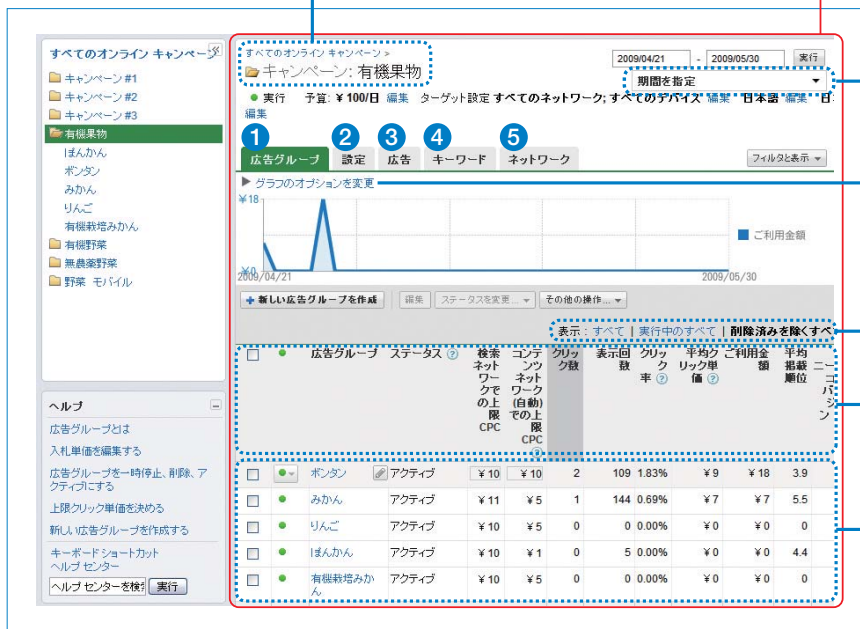 すべてのオンライン キャンペーン
キャンペーン #1
キャンペーン #2
キャンペーン #3
有機果物
ぽんかん
ボンタン
みかん
りんご
有機栽培みかん
有機野菜
無農薬野菜
野菜 モバイル
ヘルプ
広告グループとは
入札単価を編集する
広告グループを一時停止、削除、ア
クティブにする
上限クリック単価を決める
新しい広告グループを作成する
キーボード ショートカット
ヘルプ センター
ヘルプ センターを検索 実行
すべてのオンライン キャンペーン >
キャンペーン: 有機果物
2009/04/21 - 2009/05/30 実行
期間を指定
実行 予算: ¥ 100/日 編集 ターゲット設定 すべてのネットワーク; すべてのデバイス 編集 日本語 編集 日
編集
1 2 3 4 5
広告グループ 設定 広告 キーワード ネットワーク フィルタと表示
グラフのオプションを変更
¥18
ご利用金額
¥0
2009/04/21 2009/05/30
+ 新しい広告グループを作成 編集 ステータスを変更... その他の操作...
表示 : すべて | 実行中のすべて | 削除済みを除くすべ
広告グループ ステータス ? 検索ネットワークでの上限CPC コンテンツネットワーク(自動)での上限CPC ? クリック数 表示回数 クリック率 ? 平均クリック単価 ? ご利用金額 平均掲載順位
ボンタン アクティブ ¥ 10 ¥ 10 2 109 1.83% ¥ 9 ¥ 18 3.9
みかん アクティブ ¥ 11 ¥ 5 1 144 0.69% ¥ 7 ¥ 7 5.5
りんご アクティブ ¥ 10 ¥ 5 0 0 0.00% ¥ 0 ¥ 0 0
ぽんかん アクティブ ¥ 10 ¥ 1 0 5 0.00% ¥ 0 ¥ 0 4.4
有機栽培みか アクティブ ¥ 10 ¥ 5 0 0 0.00% ¥ 0 ¥ 0 0
ん